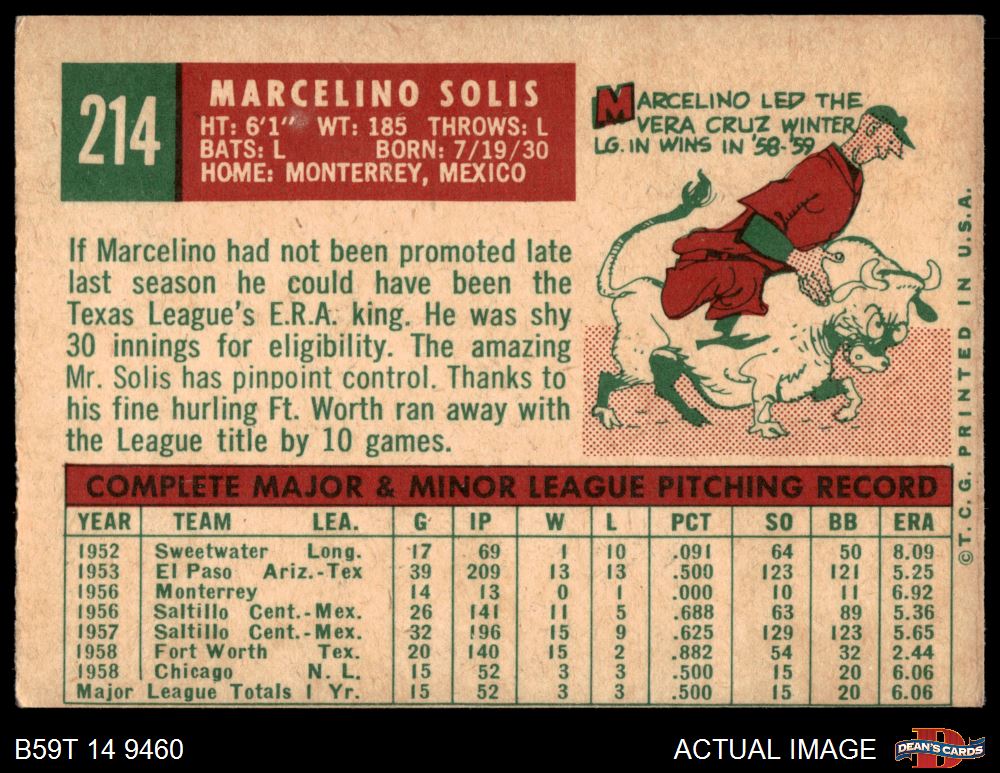 214
MARCELINO SOLIS
HT: 6'1" WT: 185 THROWS: L
BATS: L BORN: 7/19/30
HOME: MONTERREY, MEXICO
MARCELINO LED THE
VERA CRUZ WINTER
LG. IN WINS IN '58-'59
If Marcelino had not been promoted late
last season he could have been the
Texas League's E.R.A. king. He was shy
30 innings for eligibility. The amazing
Mr. Solis has pinpoint control. Thanks to
his fine hurling Ft. Worth ran away with
the League title by 10 games.
COMPLETE MAJOR & MINOR LEAGUE PITCHING RECORD
YEAR TEAM LEA. G IP W L PCT SO BB ERA
1952 Sweetwater Long. 17 69 1 10 .091 64 50 8.09
1953 El Paso Ariz.-Tex 39 209 13 13 .500 123 121 5.25
1956 Monterrey 14 13 0 1 .000 10 11 6.92
1956 Saltillo Cent.-Mex. 26 141 11 5 .688 63 89 5.36
1957 Saltillo Cent.-Mex. 32 196 15 9 .625 129 123 5.65
1958 Fort Worth Tex. 20 140 15 2 .882 54 32 2.44
1958 Chicago N. L. 15 52 3 3 .500 15 20 6.06
Major League Totals 1 Yr. 15 52 3 3 .500 15 20 6.06
© T. C. G. PRINTED IN U.S.A.
B59T 14 9460
ACTUAL IMAGE
D
DEAN'S CARDS